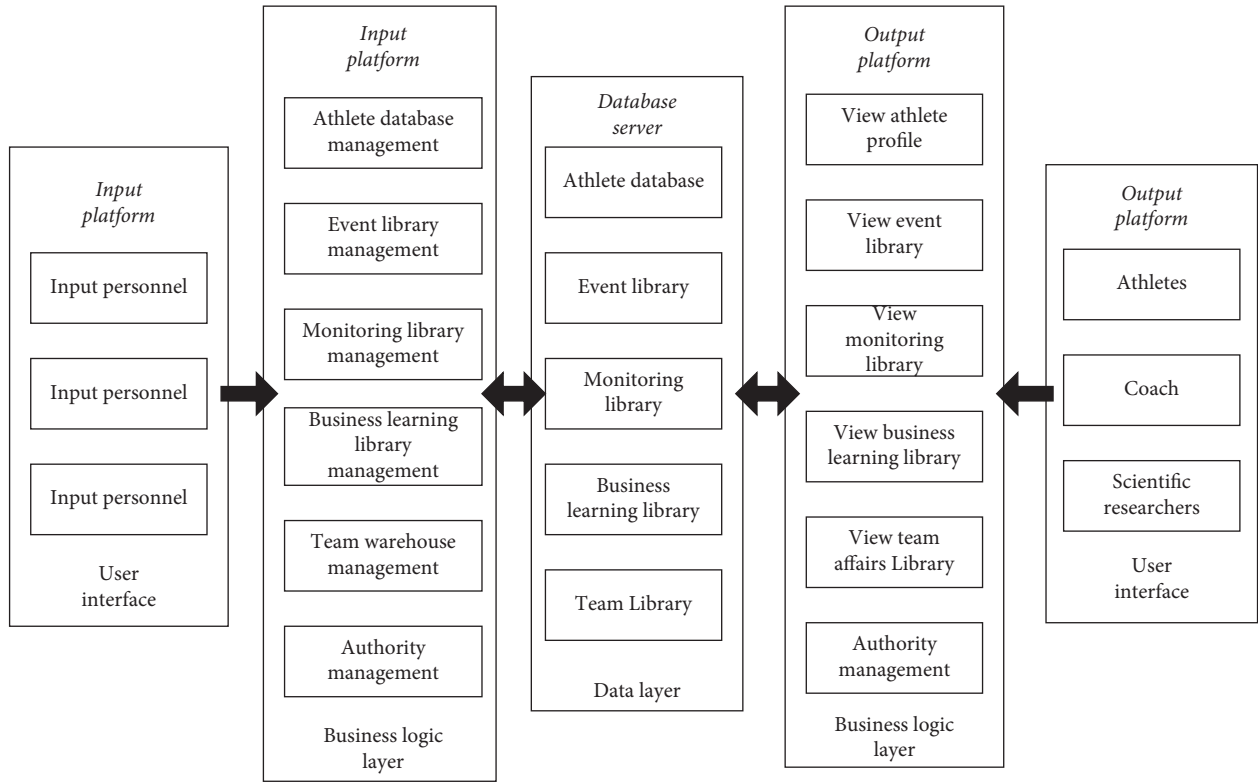 Input
platform
Input personnel
Input personnel
Input personnel
User
interface
Input
platform
Athlete database
management
Event library
management
Monitoring library
management
Business learning
library
management
Team warehouse
management
Authority
management
Business logic
layer
Database
server
Athlete database
Event library
Monitoring
library
Business
learning library
Team Library
Data layer
Output
platform
View athlete
profile
View event
library
View
monitoring
library
View business
learning library
View team
affairs Library
Authority
management
Business logic
layer
Output
platform
Athletes
Coach
Scientific
researchers
User
interface